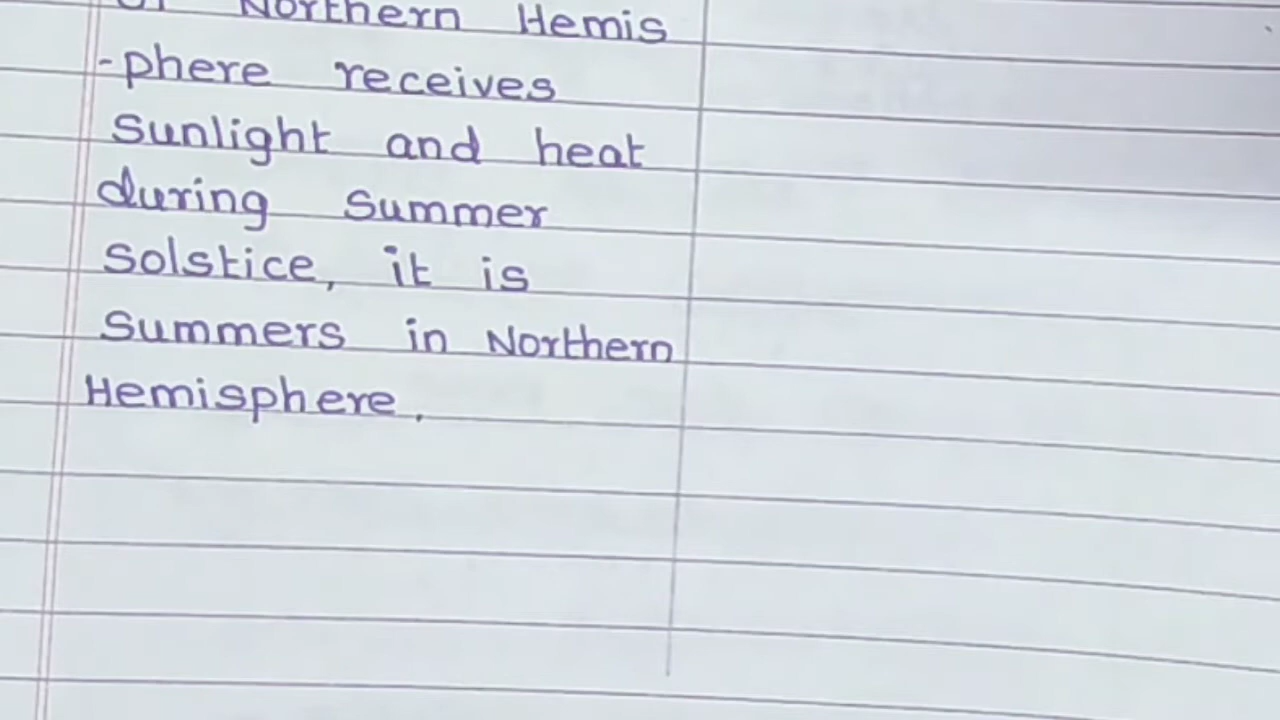 Northern Hemis
-phere receives
Sunlight and heat
during Summer
Solstice, it is
Summers in Northern
Hemisphere.